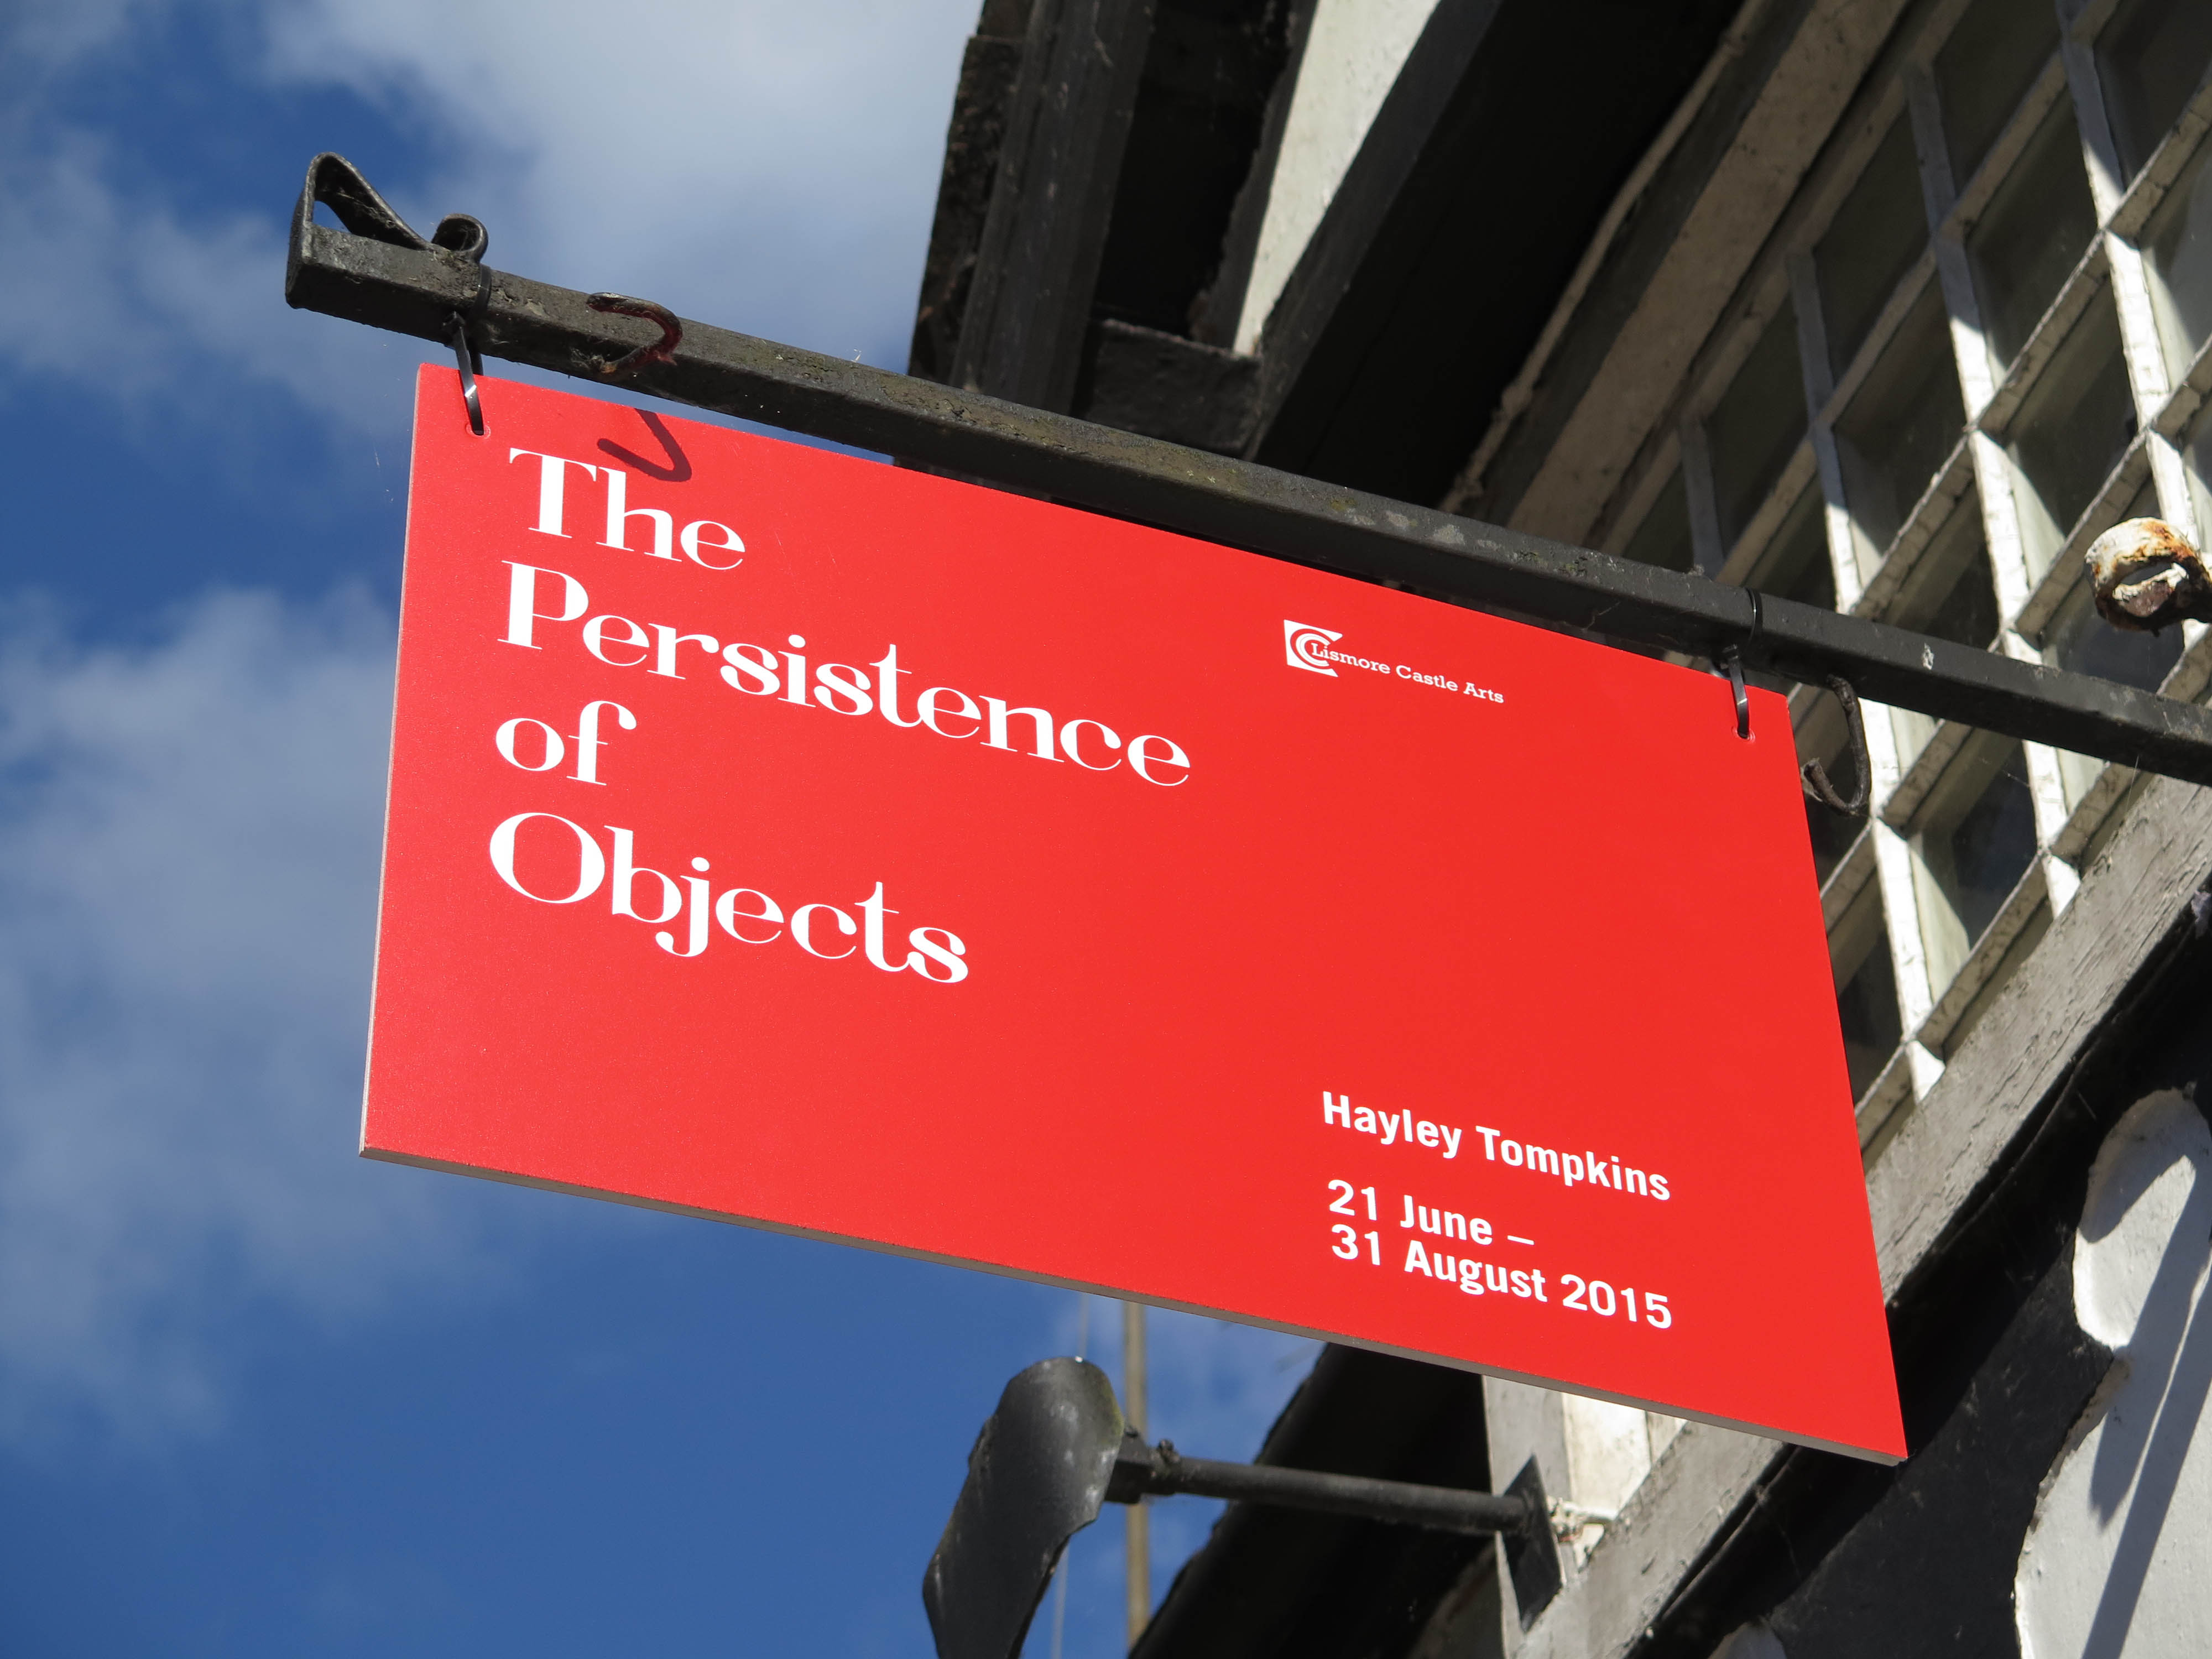 The
Persistence
of
Objects
Lismore Castle Arts
Hayley Tompkins
21 June –
31 August 2015